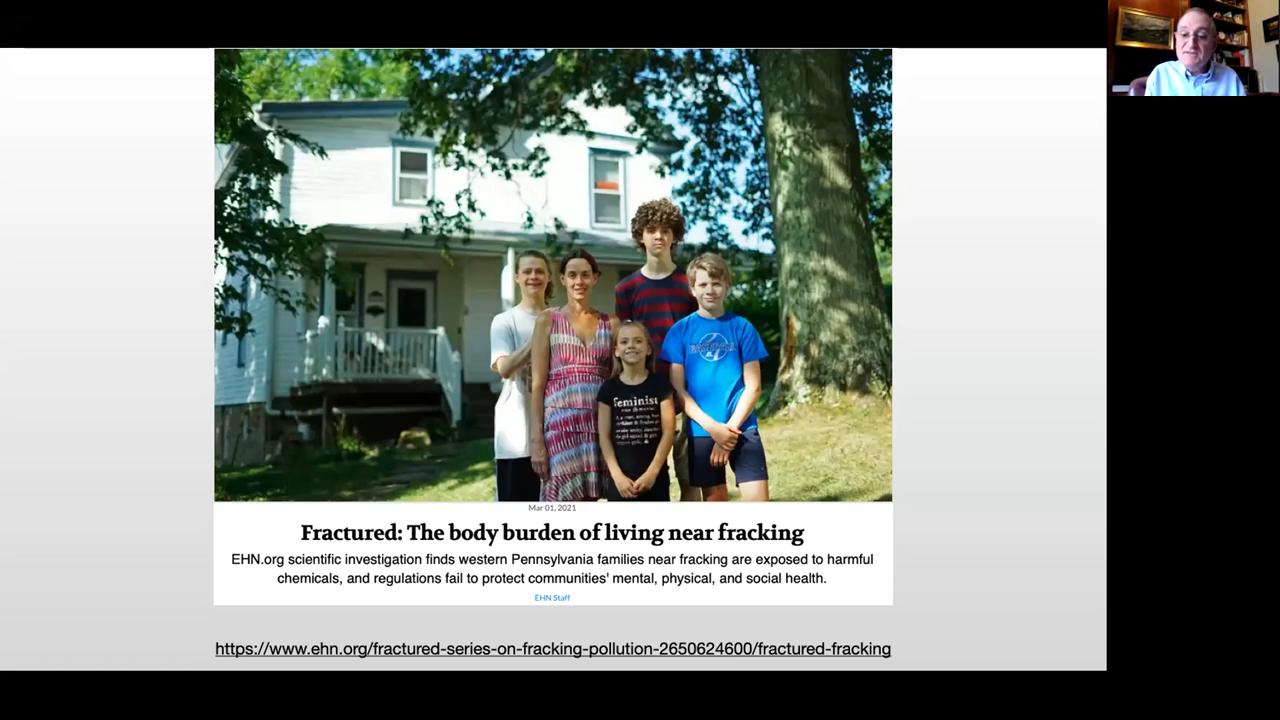 feminist
Mar 01, 2021
Fractured: The body burden of living near fracking
EHN.org scientific investigation finds western Pennsylvania families near fracking are exposed to harmful
chemicals, and regulations fail to protect communities' mental, physical, and social health.
EHN Staff
https://www.ehn.org/fractured-series-on-fracking-pollution-2650624600/fractured-fracking